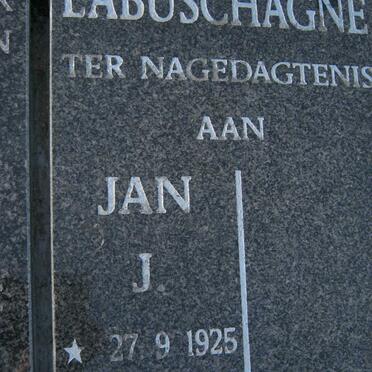 LABUSCHAGNE
TER NAGEDAGTENIS
AAN
JAN
J.
27. 9 1925